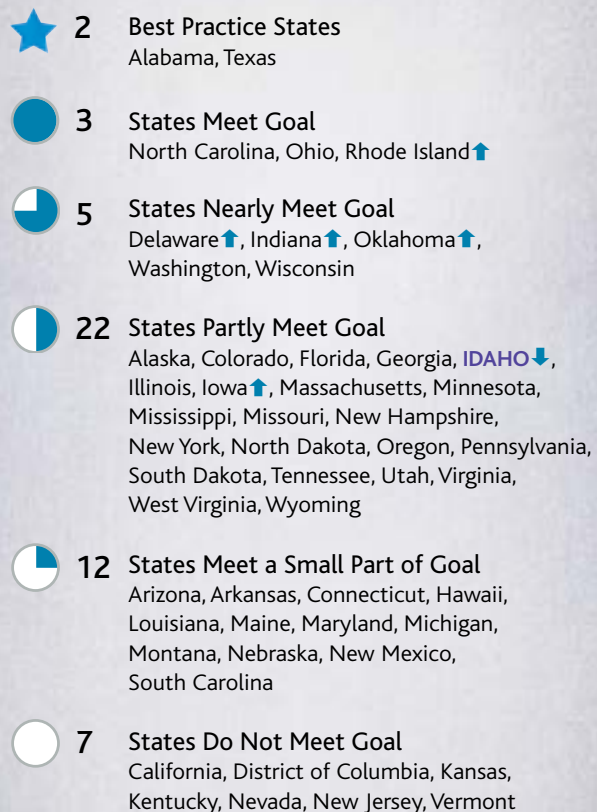 2 Best Practice States
Alabama, Texas
3 States Meet Goal
North Carolina, Ohio, Rhode Island⬆
5 States Nearly Meet Goal
Delaware⬆, Indiana⬆, Oklahoma⬆,
Washington, Wisconsin
22 States Partly Meet Goal
Alaska, Colorado, Florida, Georgia, IDAHO⬇,
Illinois, Iowa⬆, Massachusetts, Minnesota,
Mississippi, Missouri, New Hampshire,
New York, North Dakota, Oregon, Pennsylvania,
South Dakota, Tennessee, Utah, Virginia,
West Virginia, Wyoming
12 States Meet a Small Part of Goal
Arizona, Arkansas, Connecticut, Hawaii,
Louisiana, Maine, Maryland, Michigan,
Montana, Nebraska, New Mexico,
South Carolina
7 States Do Not Meet Goal
California, District of Columbia, Kansas,
Kentucky, Nevada, New Jersey, Vermont